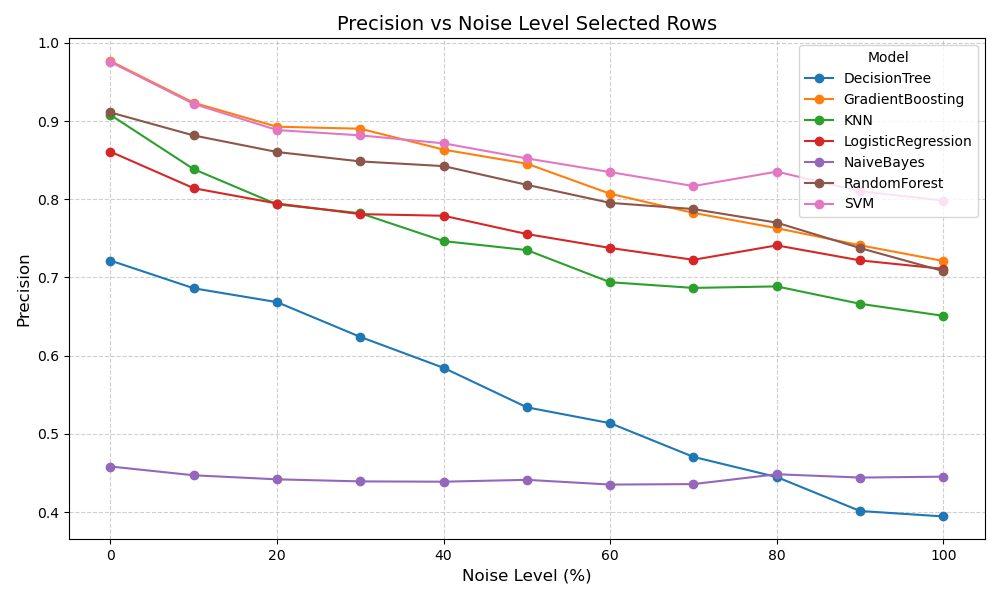 Precision vs Noise Level Selected Rows
Model
DecisionTree
GradientBoosting
KNN
LogisticRegression
NaiveBayes
RandomForest
SVM
Precision
1.0
0.9
0.8
0.7
0.6
0.5
0.4
0 20 40 60 80 100
Noise Level (%)